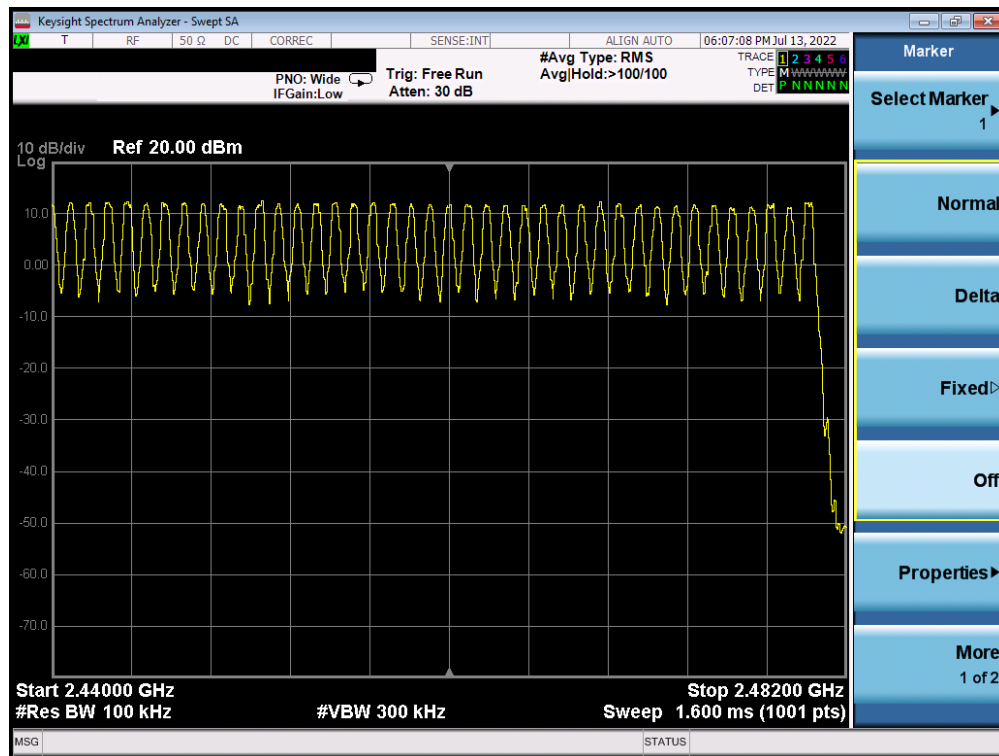 Keysight Spectrum Analyzer - Swept SA
LXI T RF 50 Ω DC CORREC SENSE:INT ALIGN AUTO 06:07:08 PM Jul 13, 2022
Marker
#Avg Type: RMS
TRACE 1 2 3 4 5 6
PNO: Wide
Trig: Free Run
Avg|Hold:>100/100
TYPE M WWWWW
IFGain:Low
Atten: 30 dB
DET P N N N N N
Select Marker
1
10 dB/div Ref 20.00 dBm
Log
Normal
10.0
0.00
Delta
-10.0
-20.0
Fixed
-30.0
-40.0
Off
-50.0
-60.0
Properties
-70.0
More
1 of 2
Start 2.44000 GHz
Stop 2.48200 GHz
#Res BW 100 kHz
#VBW 300 kHz
Sweep 1.600 ms (1001 pts)
MSG
STATUS